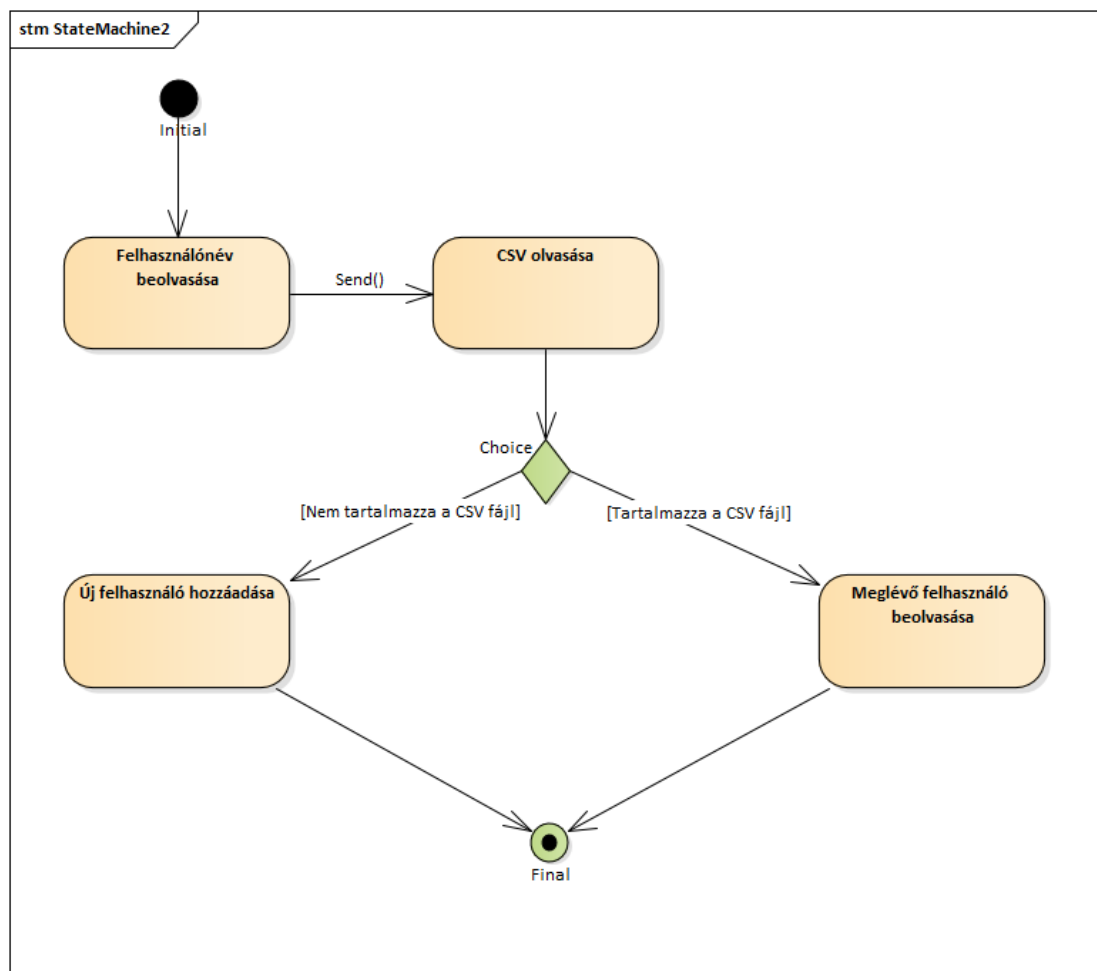 stm StateMachine2
Initial
Felhasználónév
beolvasása
Send()
CSV olvasása
Choice
[Nem tartalmazza a CSV fájl]
[Tartalmazza a CSV fájl]
Új felhasználó hozzáadása
Meglévő felhasználó
beolvasása
Final